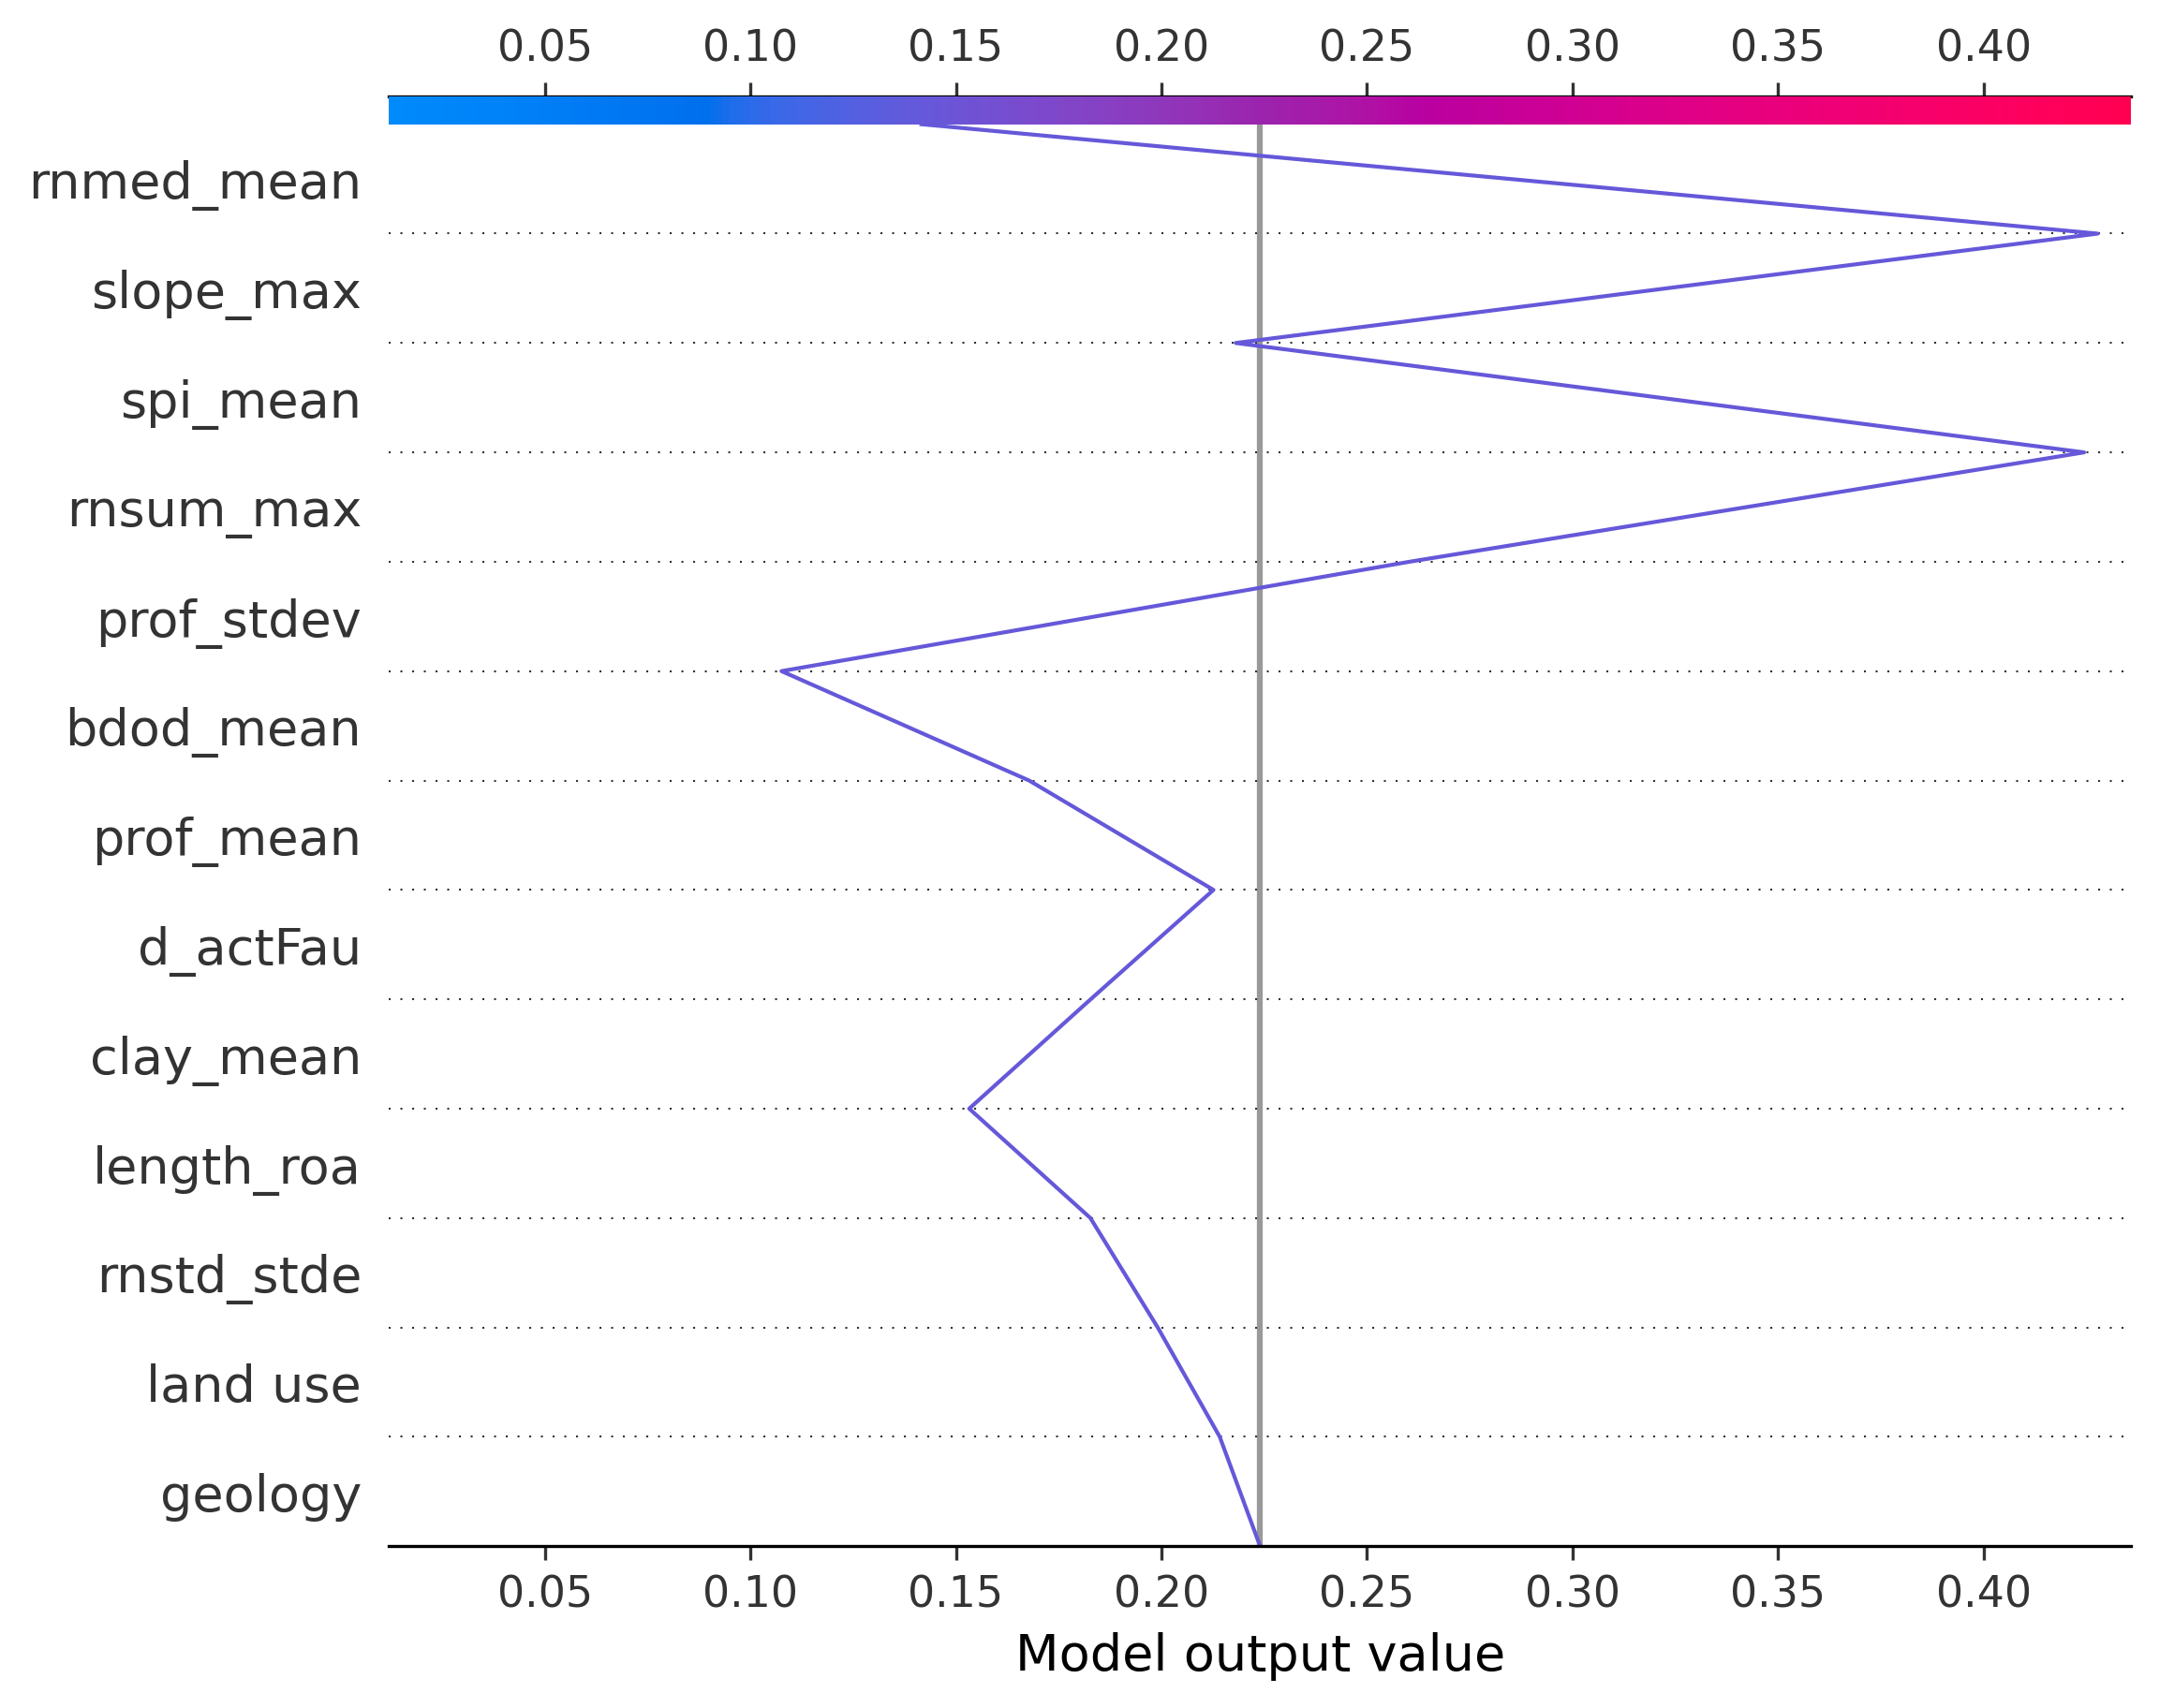 0.05 0.10 0.15 0.20 0.25 0.30 0.35 0.40
rnmed_mean
slope_max
spi_mean
rnsum_max
prof_stdev
bdod_mean
prof_mean
d_actFau
clay_mean
length_roa
rnstd_stde
land use
geology
0.05 0.10 0.15 0.20 0.25 0.30 0.35 0.40
Model output value